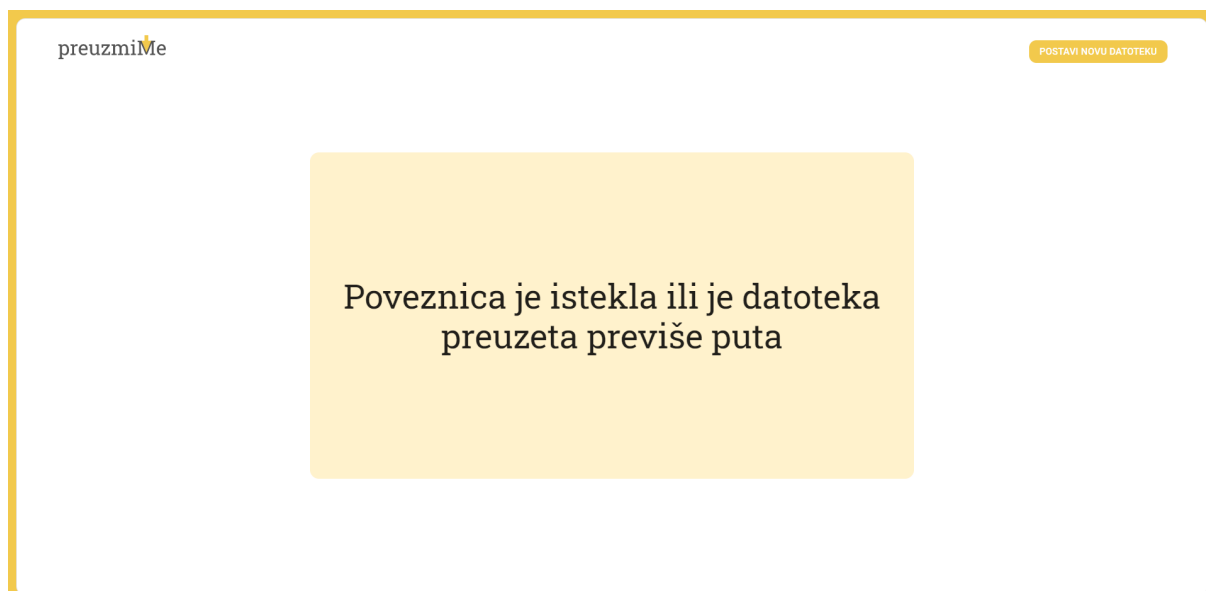 preuzmiMe
POSTAVI NOVU DATOTEKU
Poveznica je istekla ili je datoteka
preuzeta previše puta